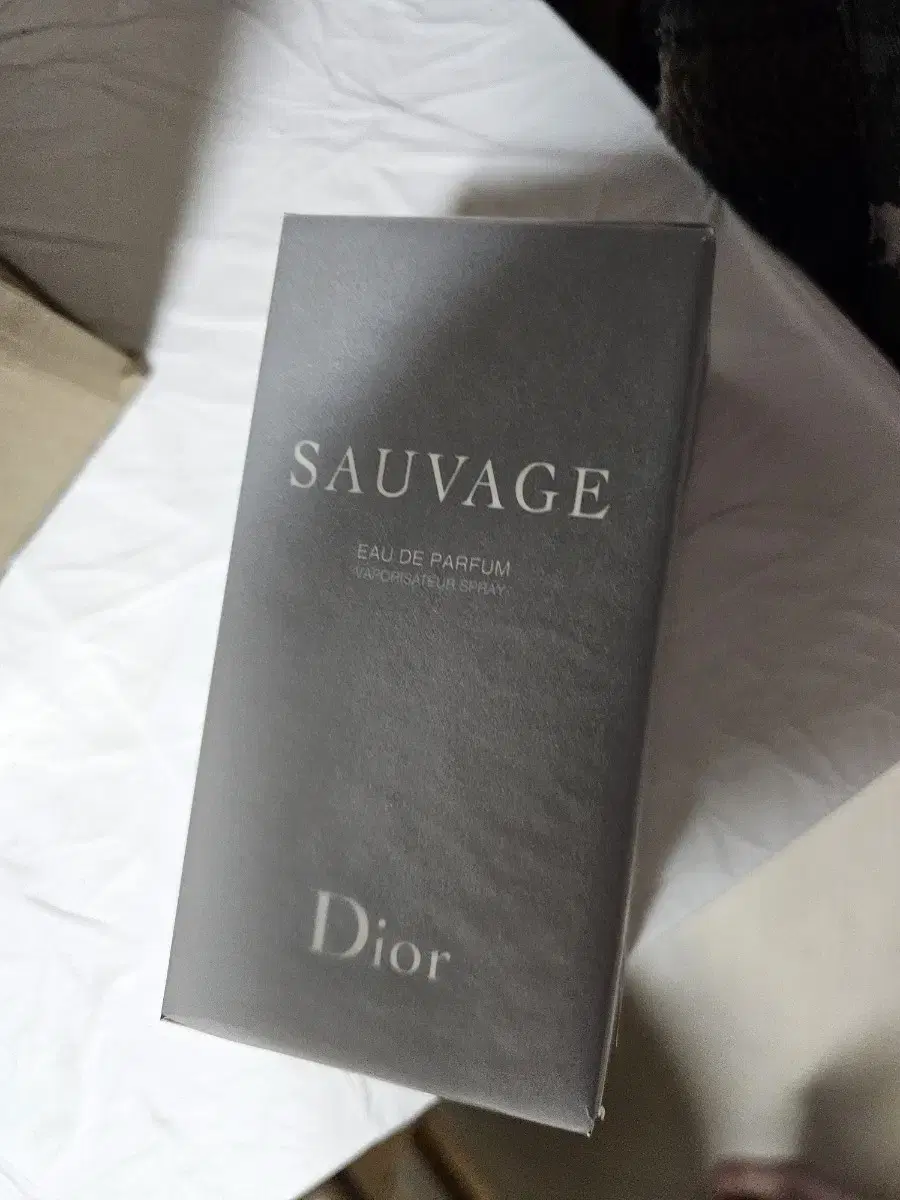 SAUVAGE
EAU DE PARFUM
VAPORISATEUR SPRAY
Dior